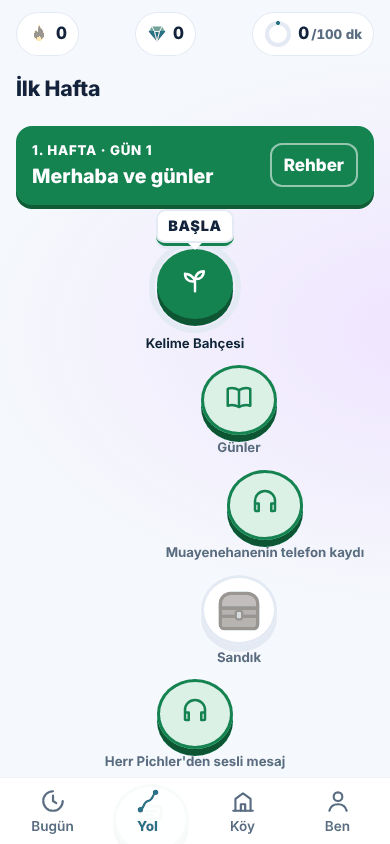 0
0
0/100 dk
İlk Hafta
1. HAFTA · GÜN 1
Merhaba ve günler
Rehber
BAŞLA
Kelime Bahçesi
Günler
Muayenehanenin telefon kaydı
Sandık
Herr Pichler'den sesli mesaj
Bugün
Yol
Köy
Ben